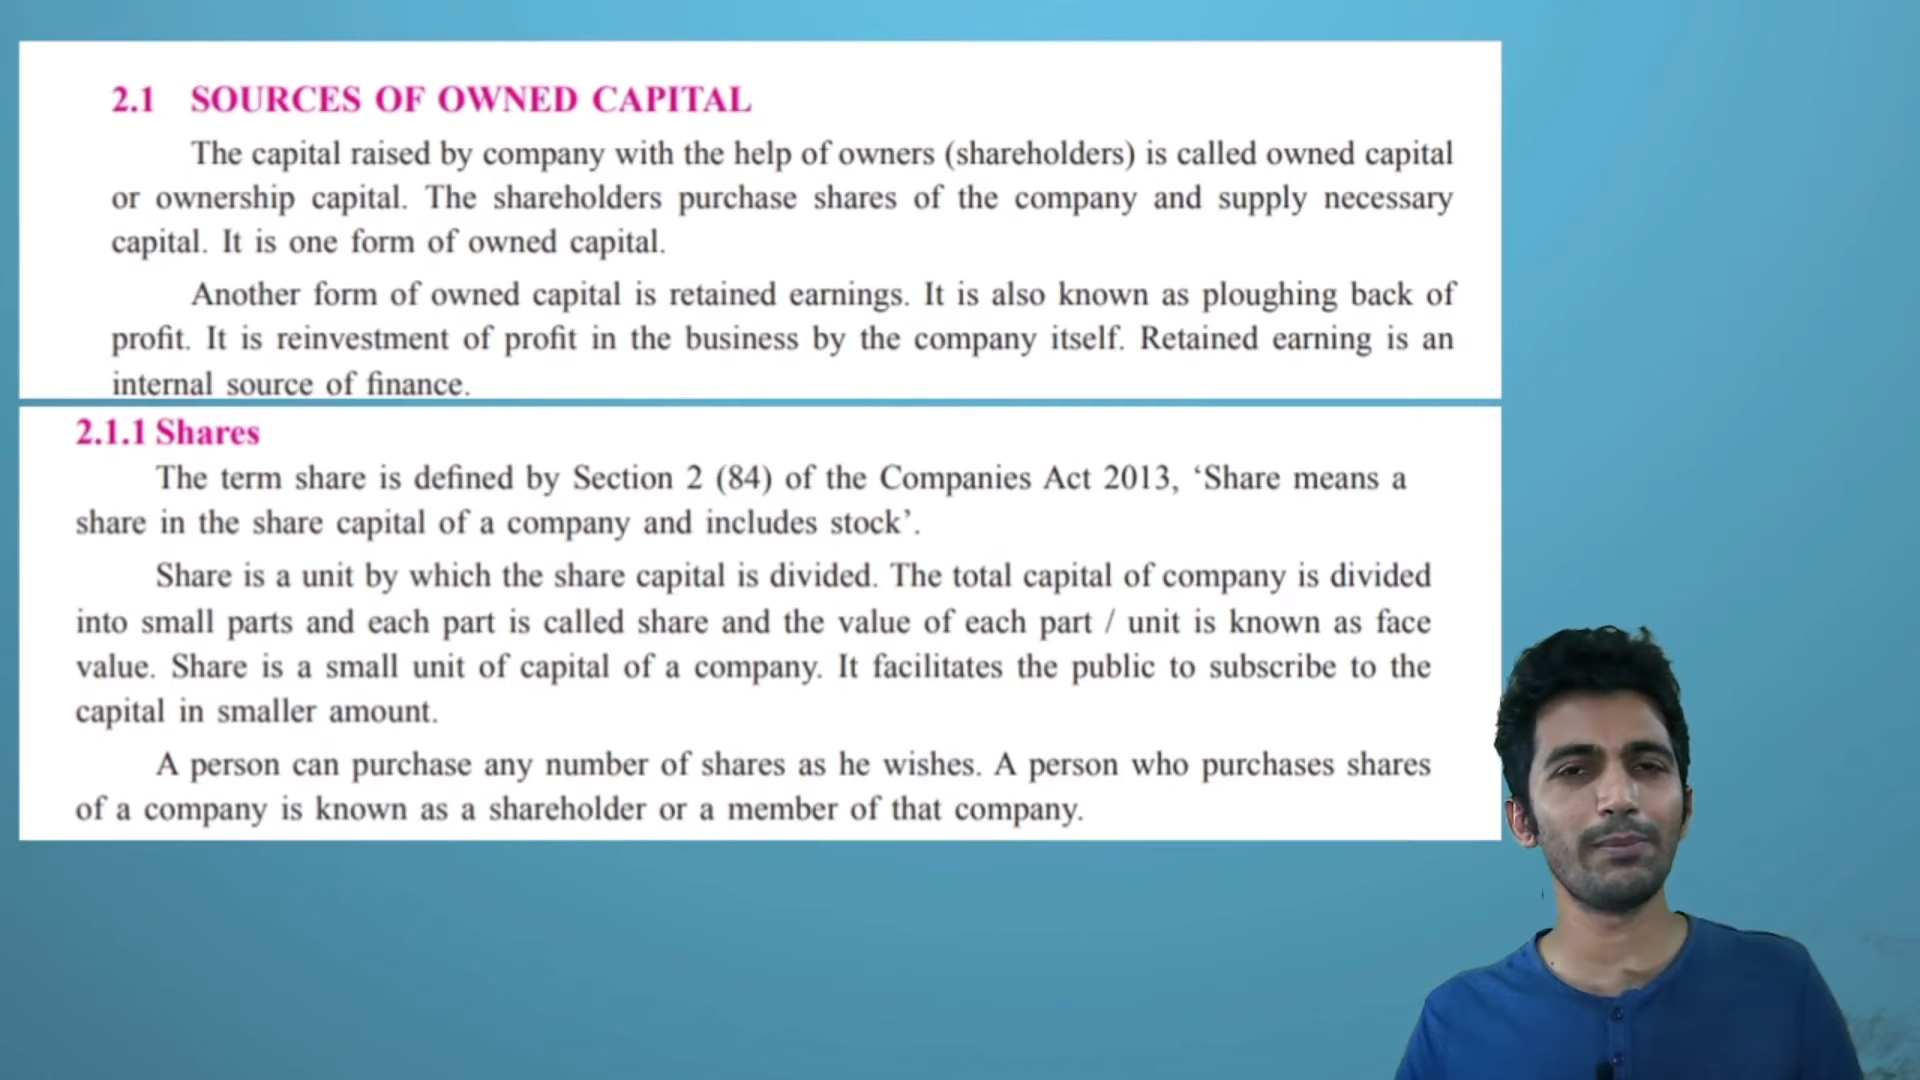 2.1 SOURCES OF OWNED CAPITAL
The capital raised by company with the help of owners (shareholders) is called owned capital
or ownership capital. The shareholders purchase shares of the company and supply necessary
capital. It is one form of owned capital.
Another form of owned capital is retained earnings. It is also known as ploughing back of
profit. It is reinvestment of profit in the business by the company itself. Retained earning is an
internal source of finance.
2.1.1 Shares
The term share is defined by Section 2 (84) of the Companies Act 2013, ‘Share means a
share in the share capital of a company and includes stock’.
Share is a unit by which the share capital is divided. The total capital of company is divided
into small parts and each part is called share and the value of each part / unit is known as face
value. Share is a small unit of capital of a company. It facilitates the public to subscribe to the
capital in smaller amount.
A person can purchase any number of shares as he wishes. A person who purchases shares
of a company is known as a shareholder or a member of that company.